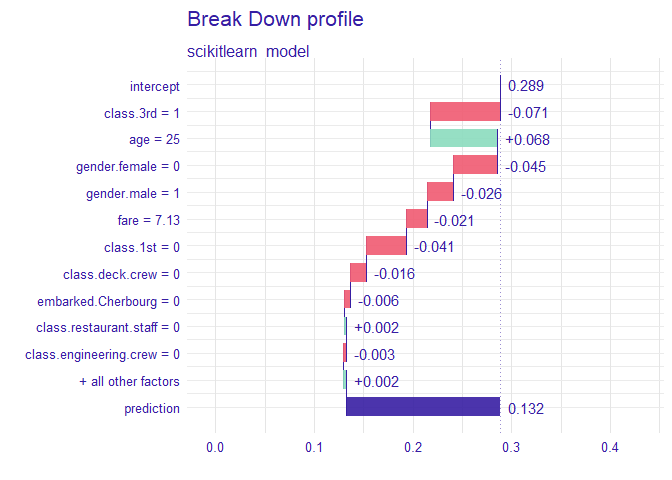 Break Down profile
scikitlearn model
intercept 0.289
class.3rd = 1 -0.071
age = 25 +0.068
gender.female = 0 -0.045
gender.male = 1 -0.026
fare = 7.13 -0.021
class.1st = 0 -0.041
class.deck.crew = 0 -0.016
embarked.Cherbourg = 0 -0.006
class.restaurant.staff = 0 +0.002
class.engineering.crew = 0 -0.003
+ all other factors +0.002
prediction 0.132
0.0 0.1 0.2 0.3 0.4